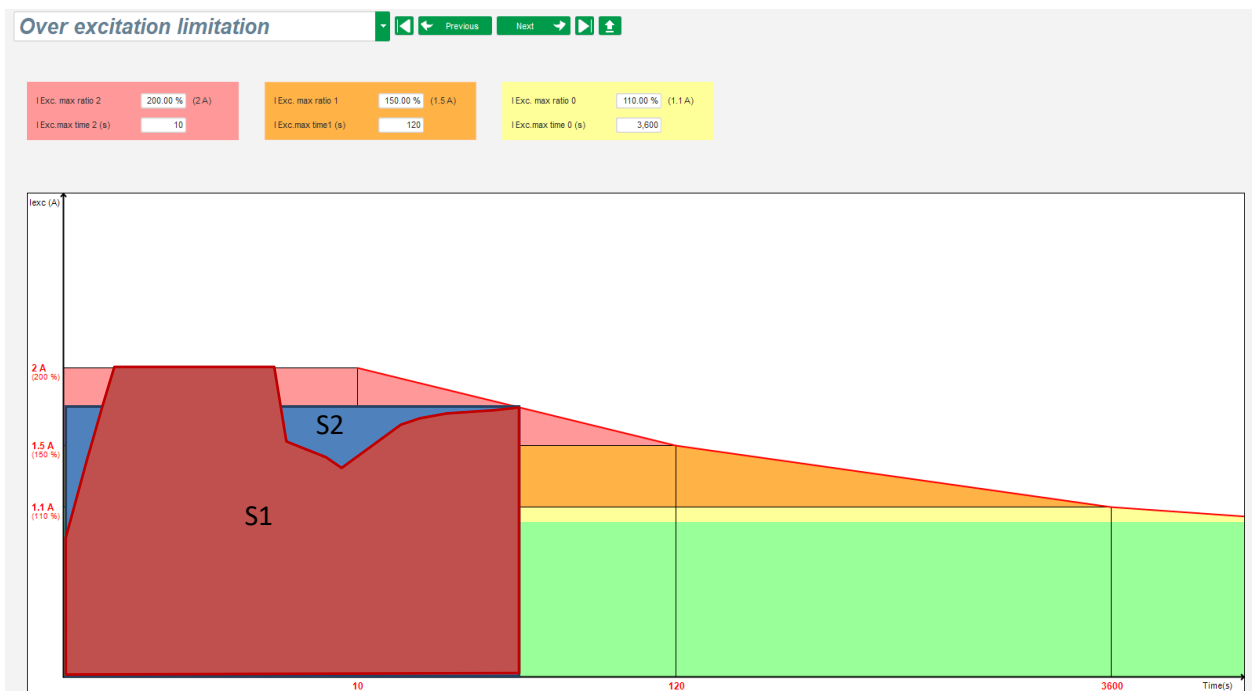 Over excitation limitation
Previous
Next
I Exc. max ratio 2 200.00 % (2 A)
I Exc.max time 2 (s) 10
I Exc. max ratio 1 150.00 % (1.5 A)
I Exc.max time1 (s) 120
I Exc. max ratio 0 110.00 % (1.1 A)
I Exc.max time 0 (s) 3,600
Iexc (A)
2 A
(200 %)
S2
1.5 A
(150 %)
1.1 A
(110 %)
S1
10
120
3600
Time(s)